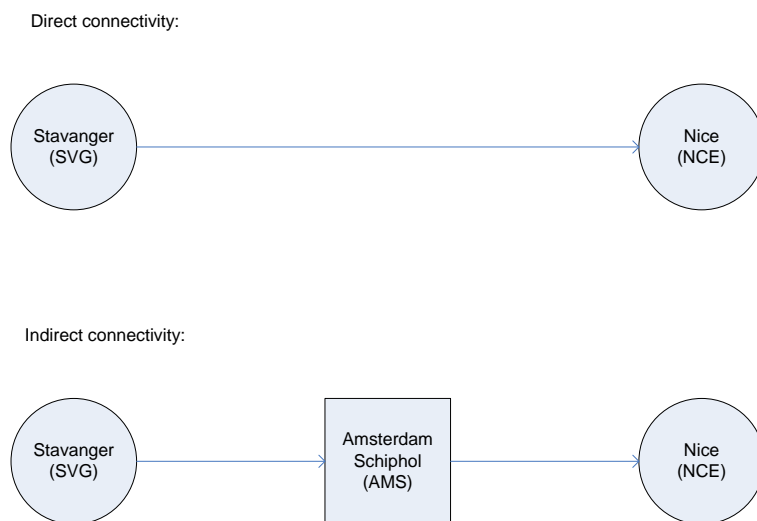 Direct connectivity:
Stavanger
(SVG)
Nice
(NCE)
Indirect connectivity:
Stavanger
(SVG)
Amsterdam
Schiphol
(AMS)
Nice
(NCE)